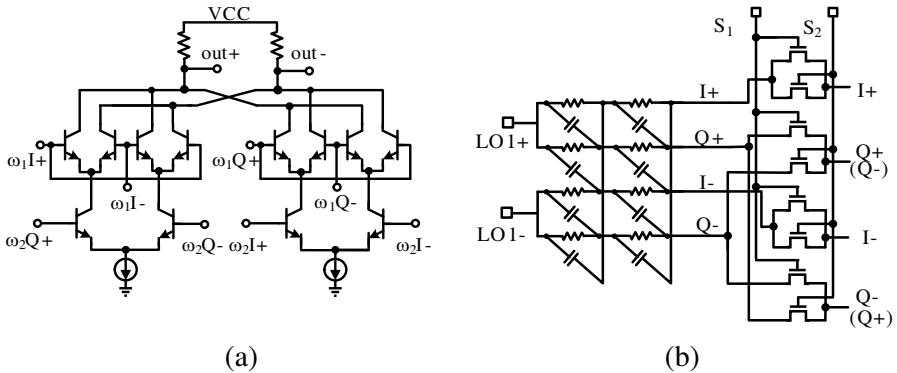 VCC
out+
out-
ω1I+
ω1I-
ω1Q+
ω1Q-
ω2Q+
ω2Q-
ω2I+
ω2I-
(a)
S1
S2
LO1+
LO1-
I+
Q+
I-
Q-
I+
Q+
(Q-)
I-
Q-
(Q+)
(b)